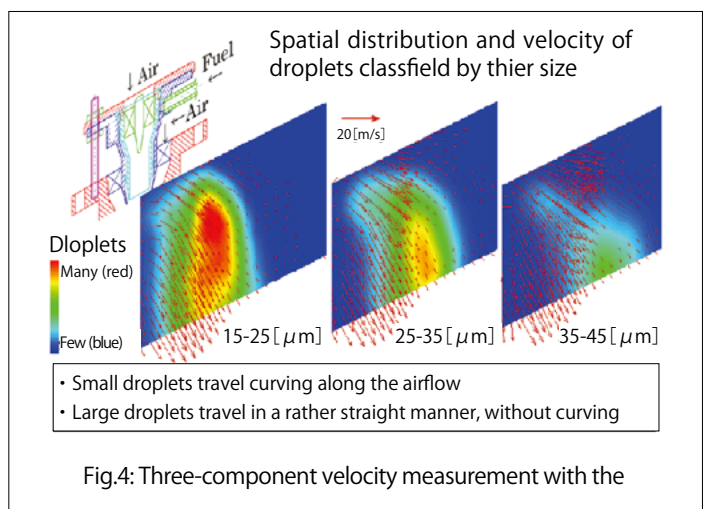 Spatial distribution and velocity of
droplets classfield by thier size
Air
Fuel
Air
20[m/s]
Dloplets
Many (red)
Few (blue)
15-25[μm]
25-35[μm]
35-45[μm]
・Small droplets travel curving along the airflow
・Large droplets travel in a rather straight manner, without curving
Fig.4: Three-component velocity measurement with the